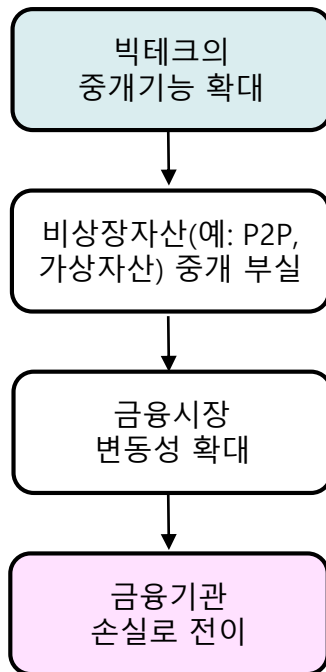 빅테크의
중개기능 확대
비상장자산(예: P2P,
가상자산) 중개 부실
금융시장
변동성 확대
금융기관
손실로 전이